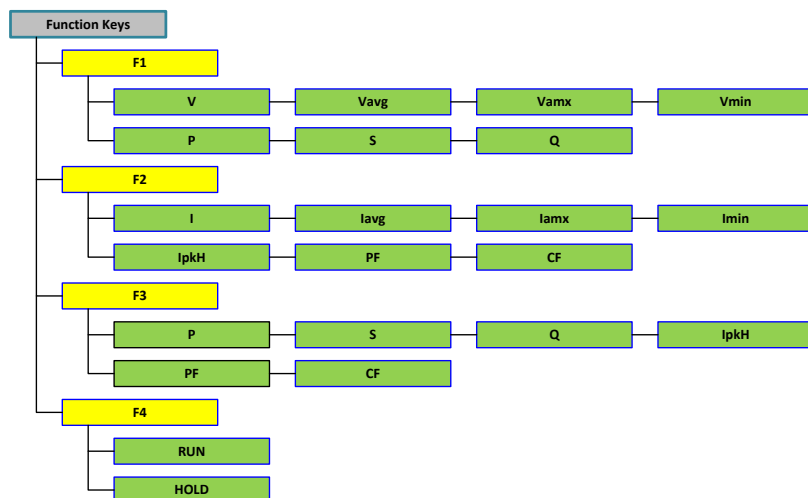 Function Keys
F1
V Vavg Vamx Vmin
P S Q
F2
I Iavg Iamx Imin
IpkH PF CF
F3
P S Q IpkH
PF CF
F4
RUN
HOLD